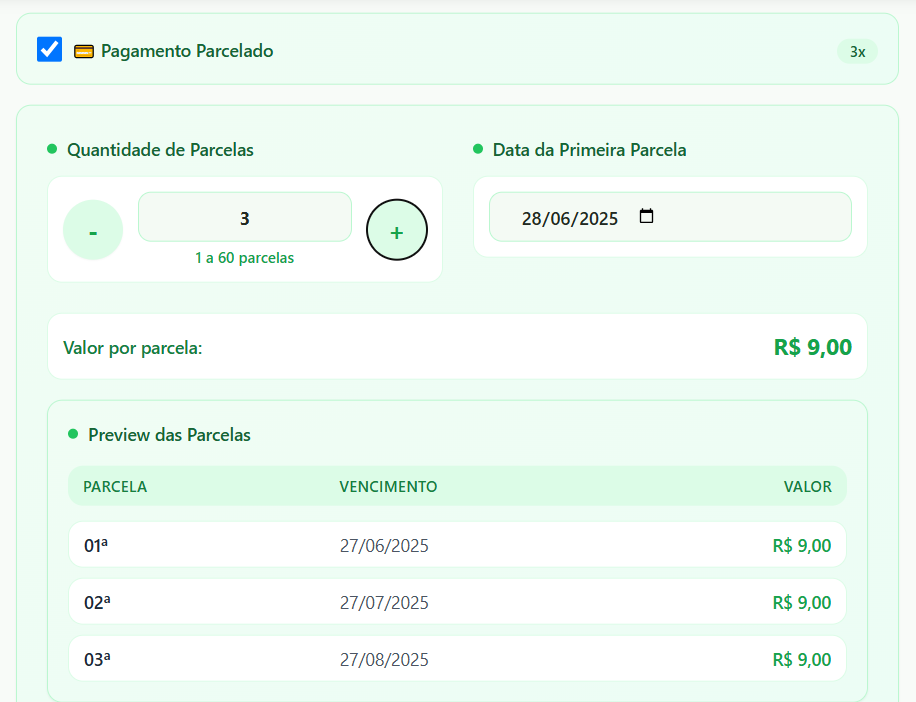 Pagamento Parcelado
3x
Quantidade de Parcelas
Data da Primeira Parcela
-
3
+
1 a 60 parcelas
28/06/2025
Valor por parcela:
R$ 9,00
Preview das Parcelas
PARCELA VENCIMENTO VALOR
01ª 27/06/2025 R$ 9,00
02ª 27/07/2025 R$ 9,00
03ª 27/08/2025 R$ 9,00